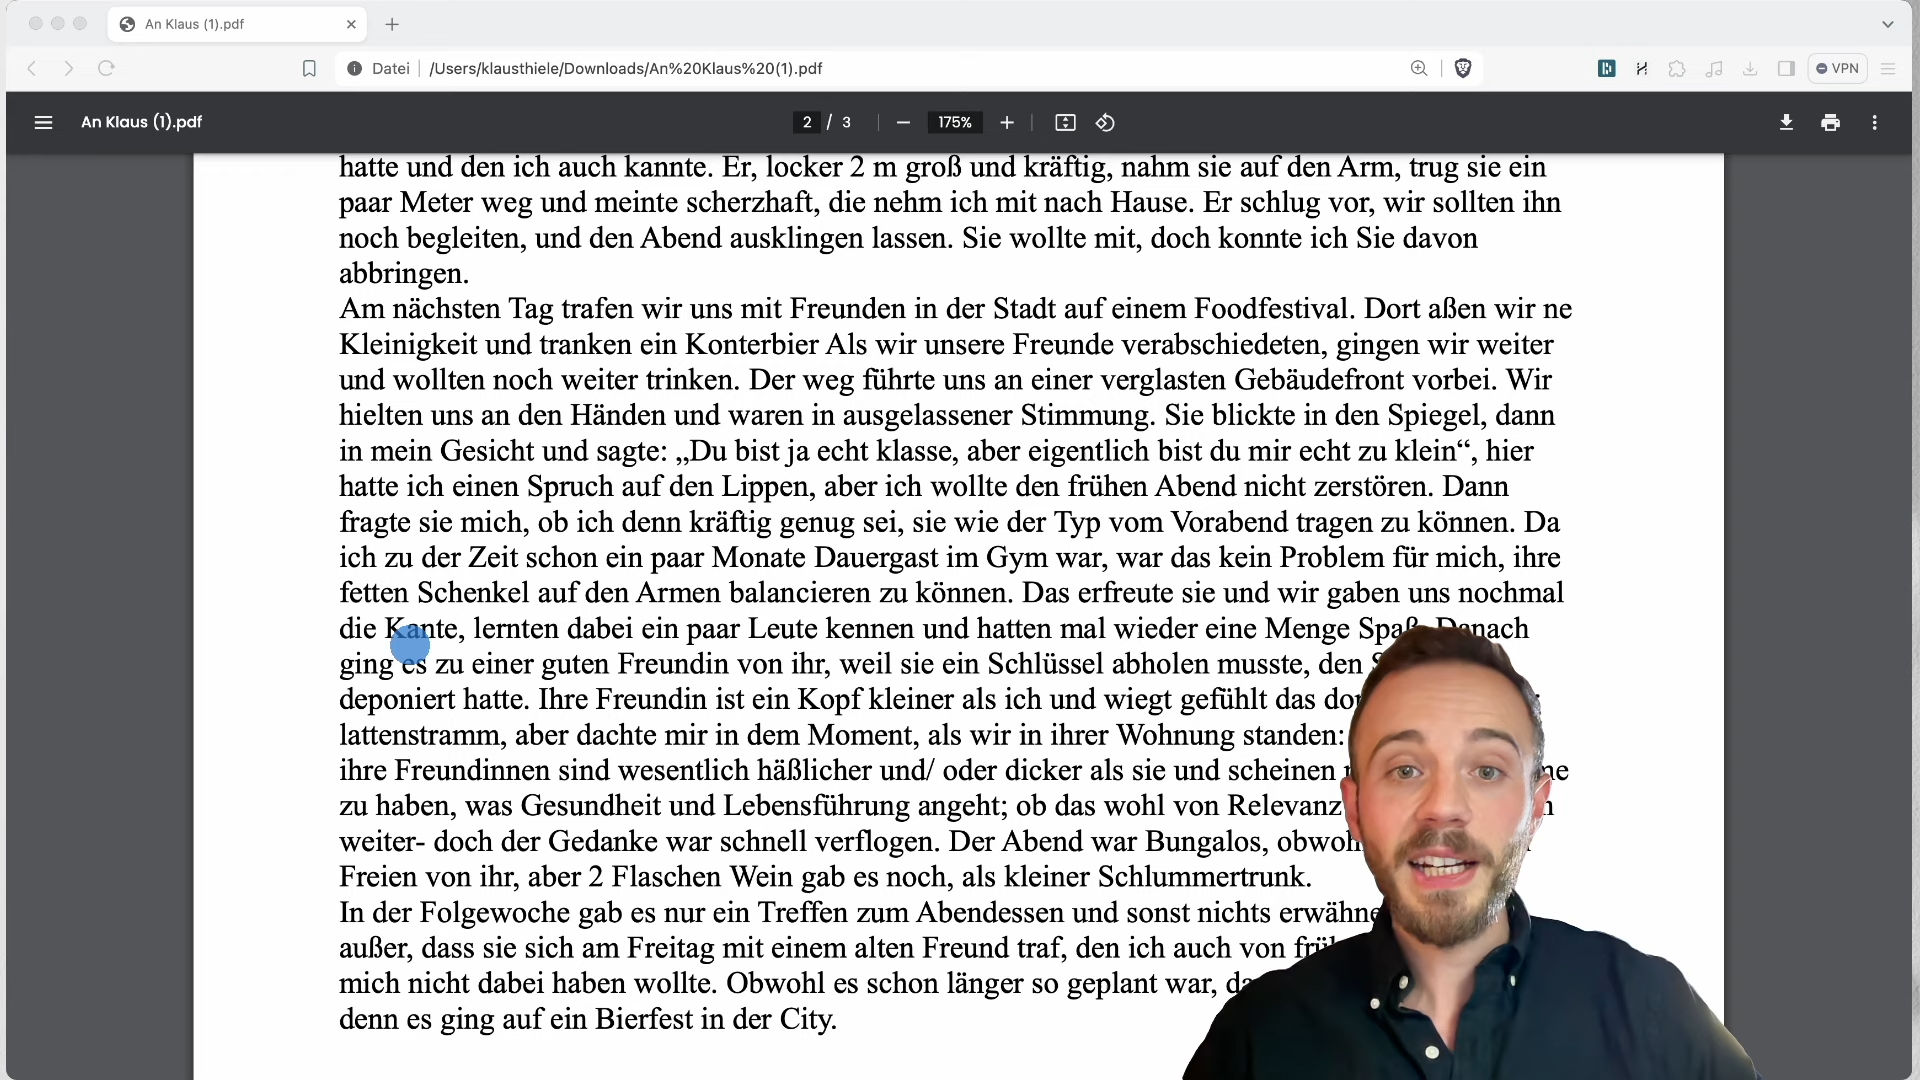 An Klaus (1).pdf
Datei /Users/klausthiele/Downloads/An%20Klaus%20(1).pdf
VPN
An Klaus (1).pdf
2 / 3
175%
hatte und den ich auch kannte. Er, locker 2 m groß und kräftig, nahm sie auf den Arm, trug sie ein
paar Meter weg und meinte scherzhaft, die nehm ich mit nach Hause. Er schlug vor, wir sollten ihn
noch begleiten, und den Abend ausklingen lassen. Sie wollte mit, doch konnte ich Sie davon
abbringen.
Am nächsten Tag trafen wir uns mit Freunden in der Stadt auf einem Foodfestival. Dort aßen wir ne
Kleinigkeit und tranken ein Konterbier Als wir unsere Freunde verabschiedeten, gingen wir weiter
und wollten noch weiter trinken. Der weg führte uns an einer verglasten Gebäudefront vorbei. Wir
hielten uns an den Händen und waren in ausgelassener Stimmung. Sie blickte in den Spiegel, dann
in mein Gesicht und sagte: „Du bist ja echt klasse, aber eigentlich bist du mir echt zu klein“, hier
hatte ich einen Spruch auf den Lippen, aber ich wollte den frühen Abend nicht zerstören. Dann
fragte sie mich, ob ich denn kräftig genug sei, sie wie der Typ vom Vorabend tragen zu können. Da
ich zu der Zeit schon ein paar Monate Dauergast im Gym war, war das kein Problem für mich, ihre
fetten Schenkel auf den Armen balancieren zu können. Das erfreute sie und wir gaben uns nochmal
die Kante, lernten dabei ein paar Leute kennen und hatten mal wieder eine Menge Spaß. Danach
ging es zu einer guten Freundin von ihr, weil sie ein Schlüssel abholen musste, den
deponiert hatte. Ihre Freundin ist ein Kopf kleiner als ich und wiegt gefühlt das
lattenstramm, aber dachte mir in dem Moment, als wir in ihrer Wohnung standen:
ihre Freundinnen sind wesentlich häßlicher und/ oder dicker als sie und scheinen
zu haben, was Gesundheit und Lebensführung angeht; ob das wohl von Relevanz
weiter- doch der Gedanke war schnell verflogen. Der Abend war Bungalos,
Freien von ihr, aber 2 Flaschen Wein gab es noch, als kleiner Schlummertrunk.
In der Folgewoche gab es nur ein Treffen zum Abendessen und sonst nichts
außer, dass sie sich am Freitag mit einem alten Freund traf, den ich auch von
mich nicht dabei haben wollte. Obwohl es schon länger so geplant war,
denn es ging auf ein Bierfest in der City.